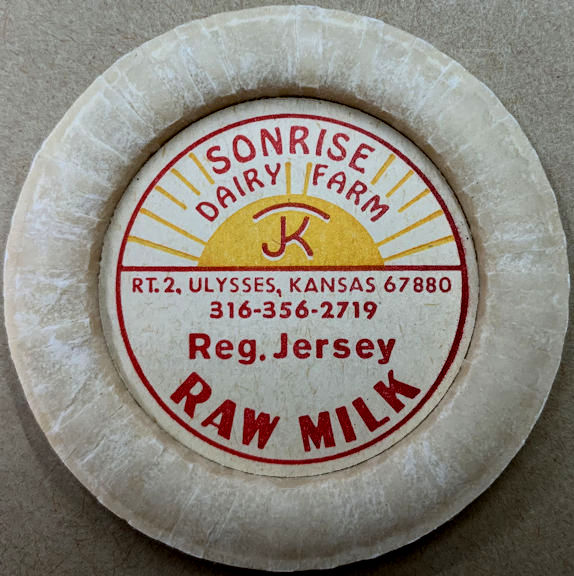 SONRISE
DAIRY FARM
JK
RT. 2, ULYSSES, KANSAS 67880
316-356-2719
Reg. Jersey
RAW MILK